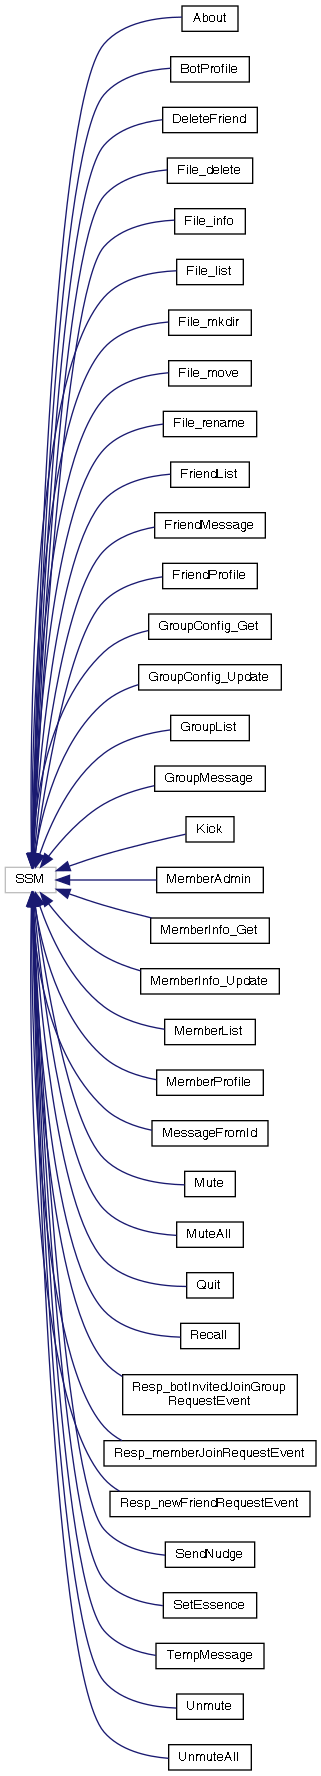 About
BotProfile
DeleteFriend
File_delete
File_info
File_list
File_mkdir
File_move
File_rename
FriendList
FriendMessage
FriendProfile
GroupConfig_Get
GroupConfig_Update
GroupList
GroupMessage
Kick
SSM
MemberAdmin
MemberInfo_Get
MemberInfo_Update
MemberList
MemberProfile
MessageFromId
Mute
MuteAll
Quit
Recall
Resp_botInvitedJoinGroup
RequestEvent
Resp_memberJoinRequestEvent
Resp_newFriendRequestEvent
SendNudge
SetEssence
TempMessage
Unmute
UnmuteAll